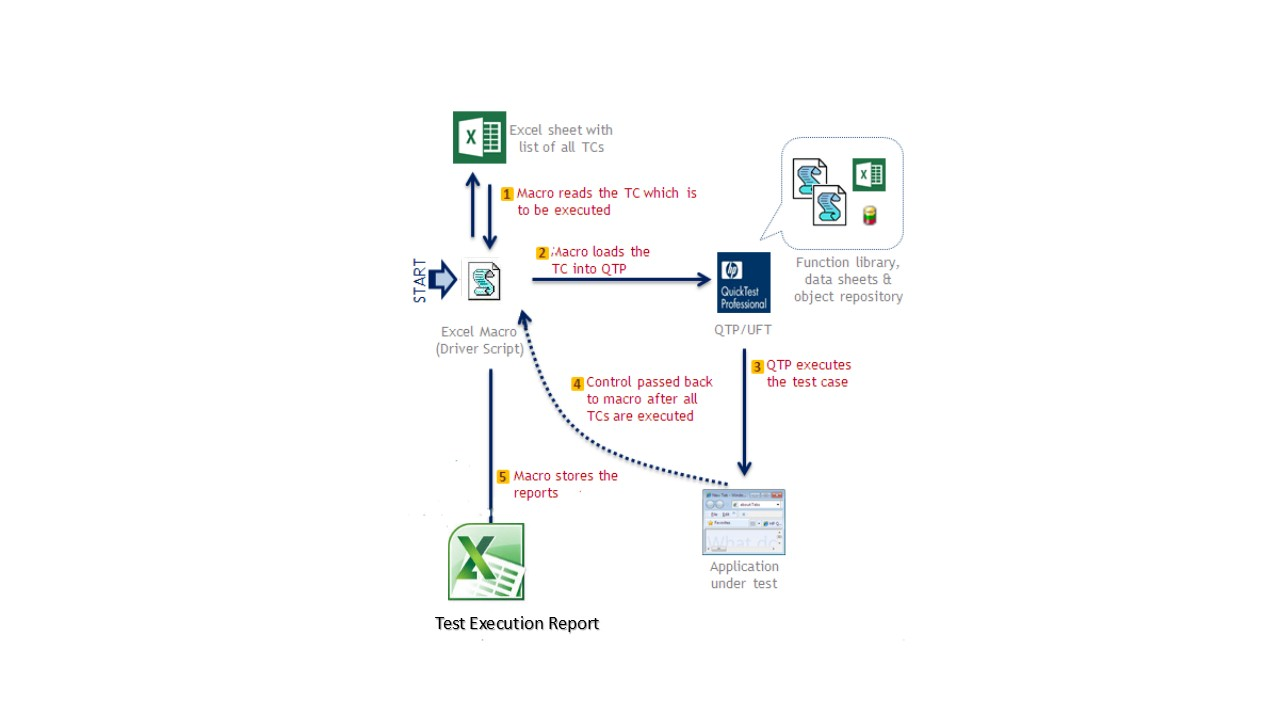 Excel sheet with
list of all TCs
1 Macro reads the TC which is
to be executed
2 Macro loads the
TC into QTP
START
Excel Macro
(Driver Script)
hp
QuickTest
Professional
QTP/UFT
Function library,
data sheets &
object repository
3 QTP executes
the test case
4 Control passed back
to macro after all
TCs are executed
5 Macro stores the
reports
Application
under test
Test Execution Report